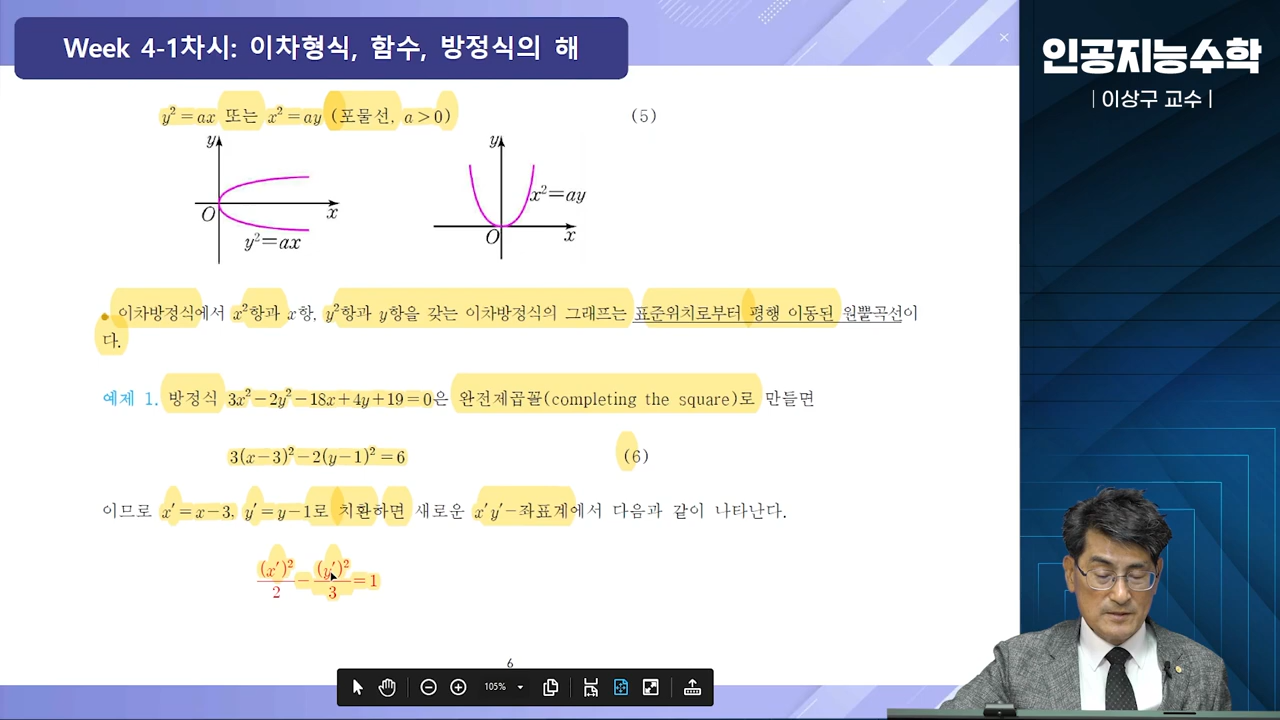 Week 4-1차시: 이차형식, 함수, 방정식의 해
인공지능수학
| 이상구 교수 |
y² = ax 또는 x² = ay (포물선, a > 0) (5)
y
O
x
y²=ax
y
x²=ay
O
x
• 이차방정식에서 x²항과 x항, y²항과 y항을 갖는 이차방정식의 그래프는 표준위치로부터 평행 이동된 원뿔곡선이
다.
예제 1. 방정식 3x²−2y²−18x+4y+19=0은 완전제곱꼴(completing the square)로 만들면
3(x−3)²−2(y−1)²=6 (6)
이므로 x′=x−3, y′=y−1로 치환하면 새로운 x′y′−좌표계에서 다음과 같이 나타난다.
(x′)²/2 − (y′)²/3 = 1
6
105%